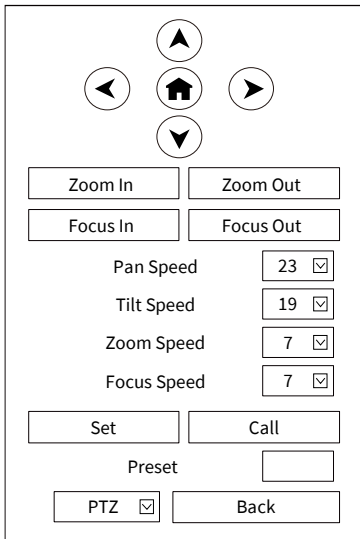 Zoom In Zoom Out
Focus In Focus Out
Pan Speed 23
Tilt Speed 19
Zoom Speed 7
Focus Speed 7
Set Call
Preset
PTZ Back